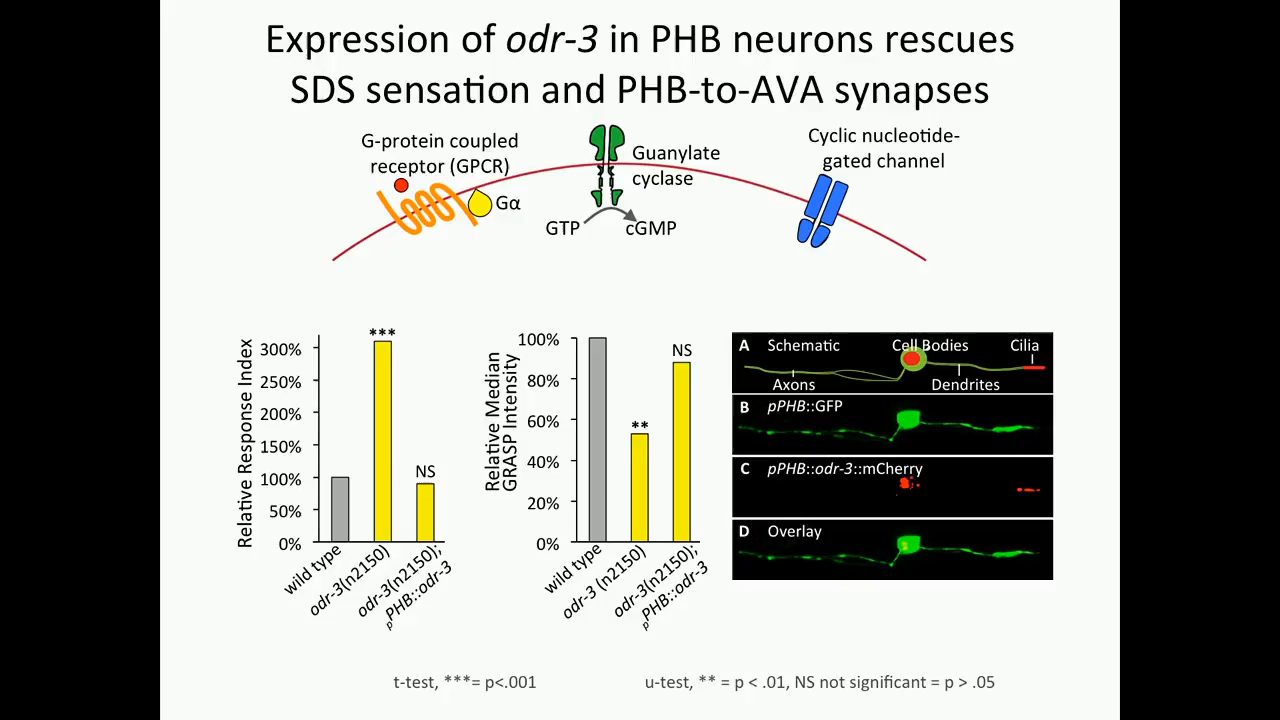 Expression of odr-3 in PHB neurons rescues
SDS sensation and PHB-to-AVA synapses
G-protein coupled
receptor (GPCR)
Gα
Guanylate
cyclase
GTP
cGMP
Cyclic nucleotide-
gated channel
Relative Response Index
300%
250%
200%
150%
100%
50%
0%
***
NS
wild type
odr-3(n2150)
odr-3(n2150);
pPHB::odr-3
Relative Median
GRASP Intensity
100%
80%
60%
40%
20%
0%
**
NS
wild type
odr-3 (n2150)
odr-3(n2150);
pPHB::odr-3
A Schematic Cell Bodies Cilia
Axons Dendrites
B pPHB::GFP
C pPHB::odr-3::mCherry
D Overlay
t-test, ***= p<.001
u-test, ** = p < .01, NS not significant = p > .05